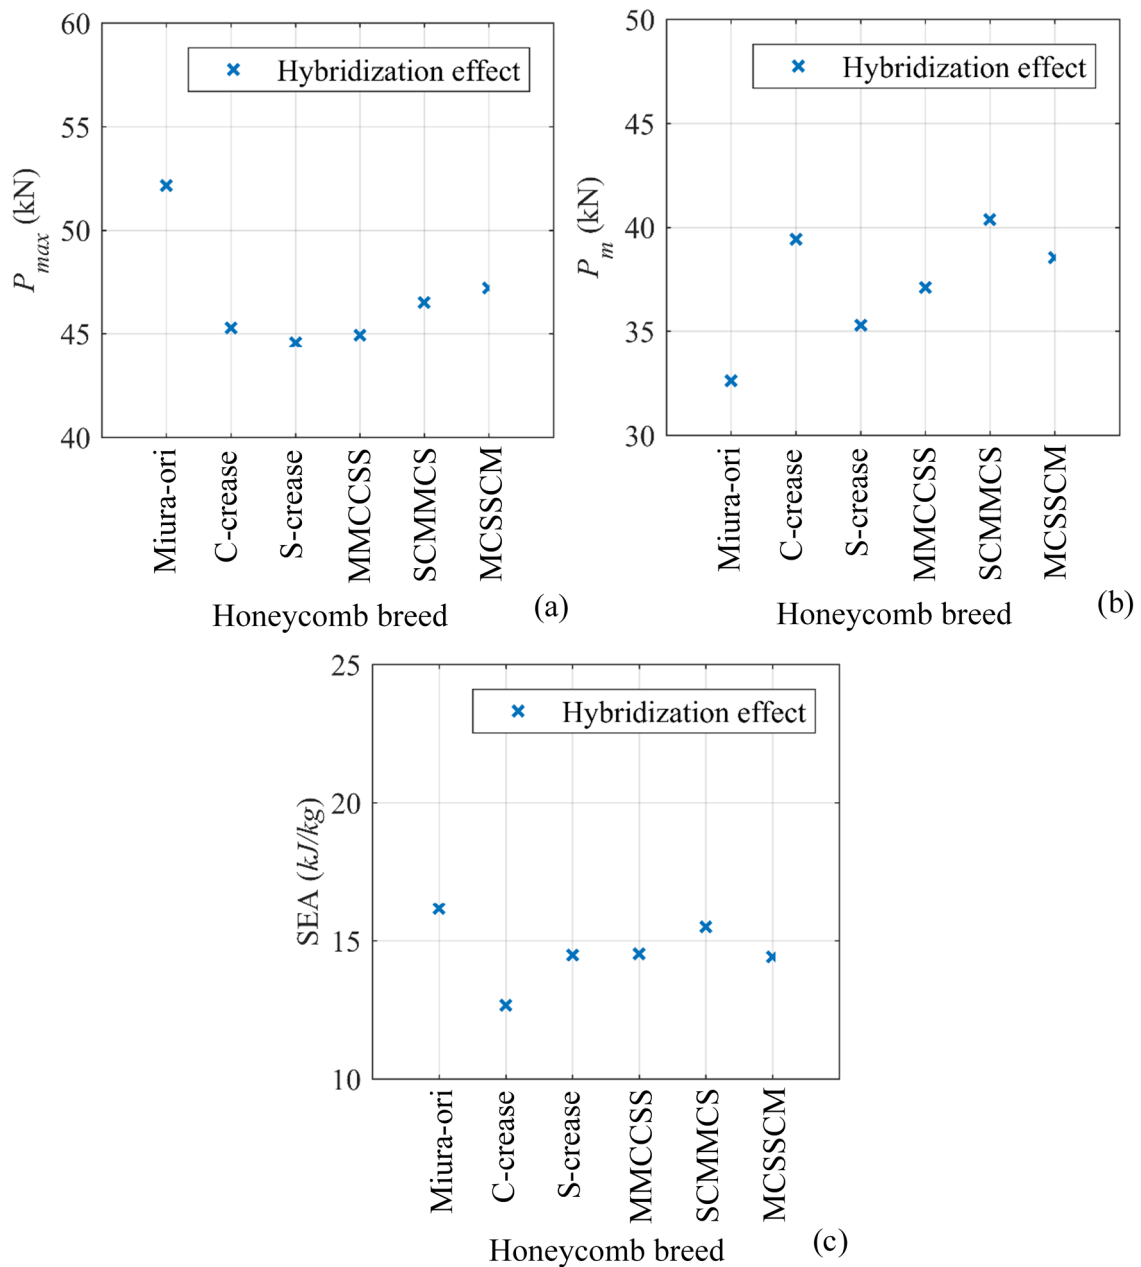 60
55
50
45
40
P_max (kN)
Hybridization effect
Miura-ori
C-crease
S-crease
MMCCSS
SCMMCS
MCSSCM
Honeycomb breed
(a)
50
45
40
35
30
P_m (kN)
Hybridization effect
Miura-ori
C-crease
S-crease
MMCCSS
SCMMCS
MCSSCM
Honeycomb breed
(b)
25
20
15
10
SEA (kJ/kg)
Hybridization effect
Miura-ori
C-crease
S-crease
MMCCSS
SCMMCS
MCSSCM
Honeycomb breed
(c)